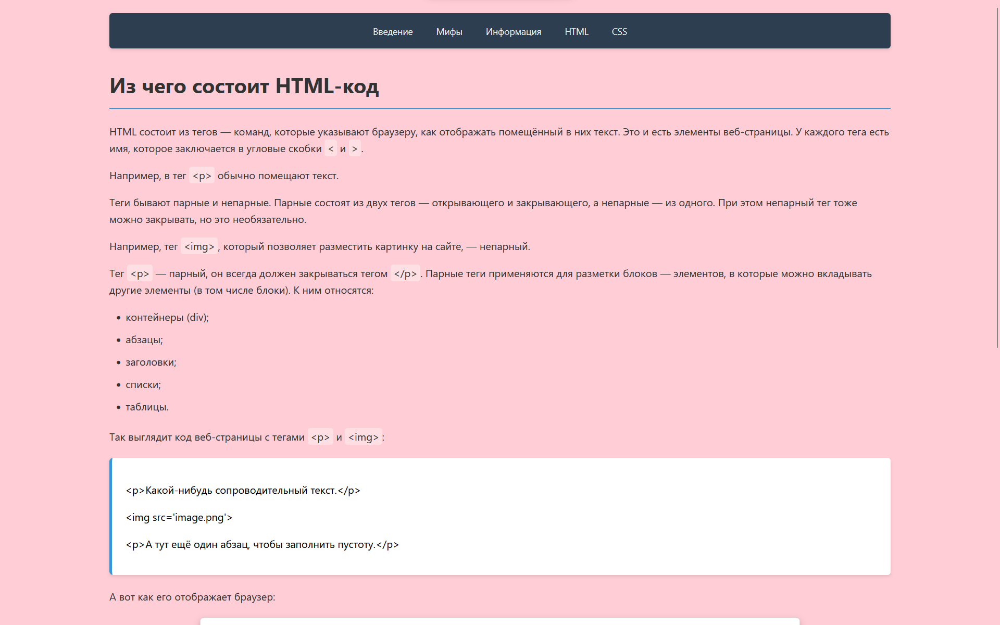 Введение Мифы Информация HTML CSS
Из чего состоит HTML-код
HTML состоит из тегов — команд, которые указывают браузеру, как отображать помещённый в них текст. Это и есть элементы веб-страницы. У каждого тега есть
имя, которое заключается в угловые скобки < и >.
Например, в тег <p> обычно помещают текст.
Теги бывают парные и непарные. Парные состоят из двух тегов — открывающего и закрывающего, а непарные — из одного. При этом непарный тег тоже
можно закрывать, но это необязательно.
Например, тег <img>, который позволяет разместить картинку на сайте, — непарный.
Тег <p> — парный, он всегда должен закрываться тегом </p>. Парные теги применяются для разметки блоков — элементов, в которые можно вкладывать
другие элементы (в том числе блоки). К ним относятся:
• контейнеры (div);
• абзацы;
• заголовки;
• списки;
• таблицы.
Так выглядит код веб-страницы с тегами <p> и <img>:
<p>Какой-нибудь сопроводительный текст.</p>
<img src='image.png'>
<p>А тут ещё один абзац, чтобы заполнить пустоту.</p>
А вот как его отображает браузер: